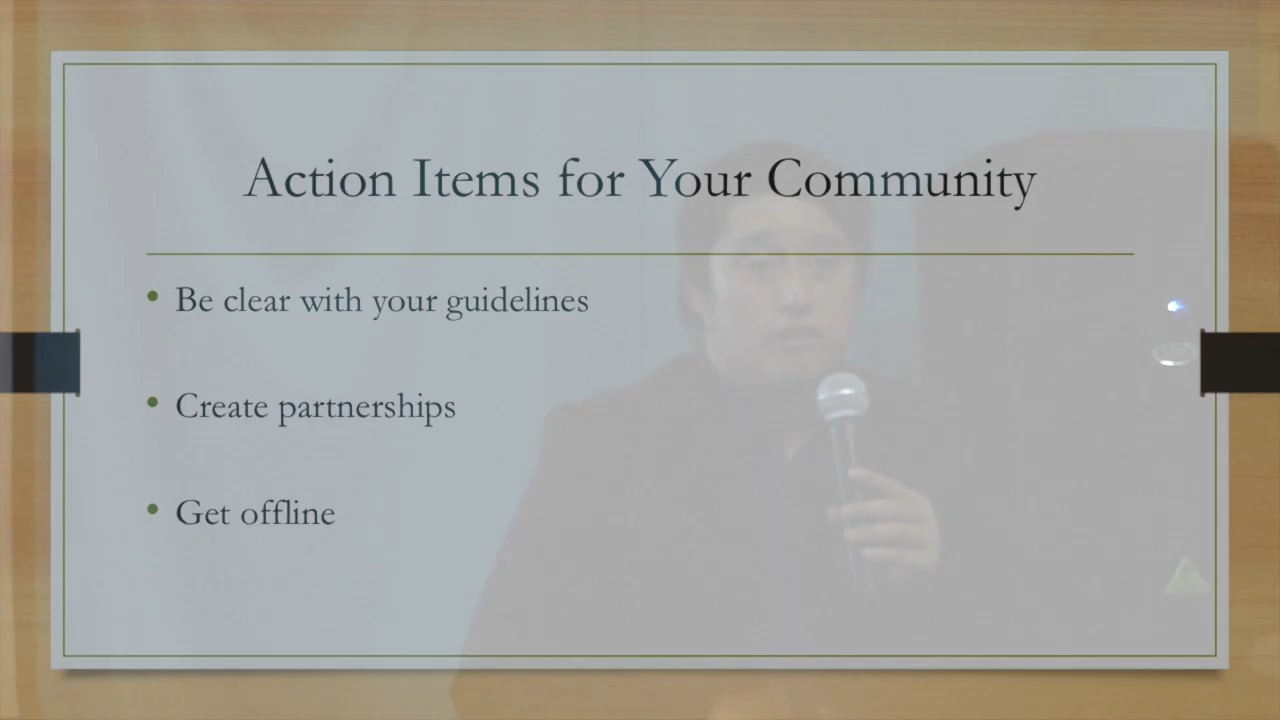 Action Items for Your Community
Be clear with your guidelines
Create partnerships
Get offline